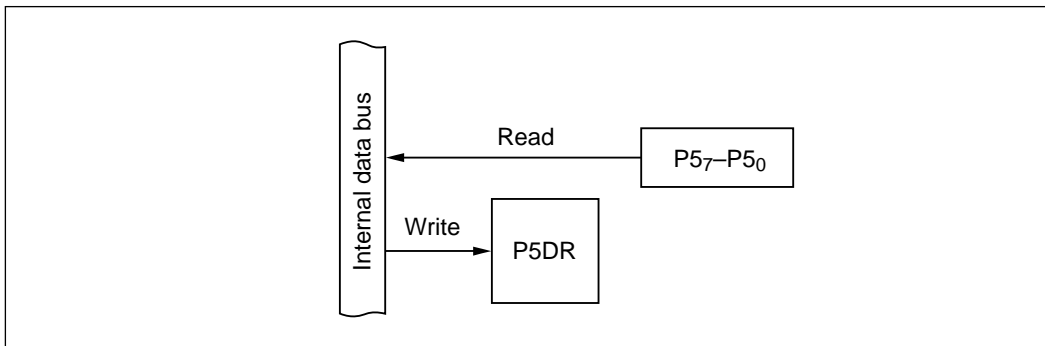 Internal data bus
Read
P5₇–P5₀
Write
P5DR